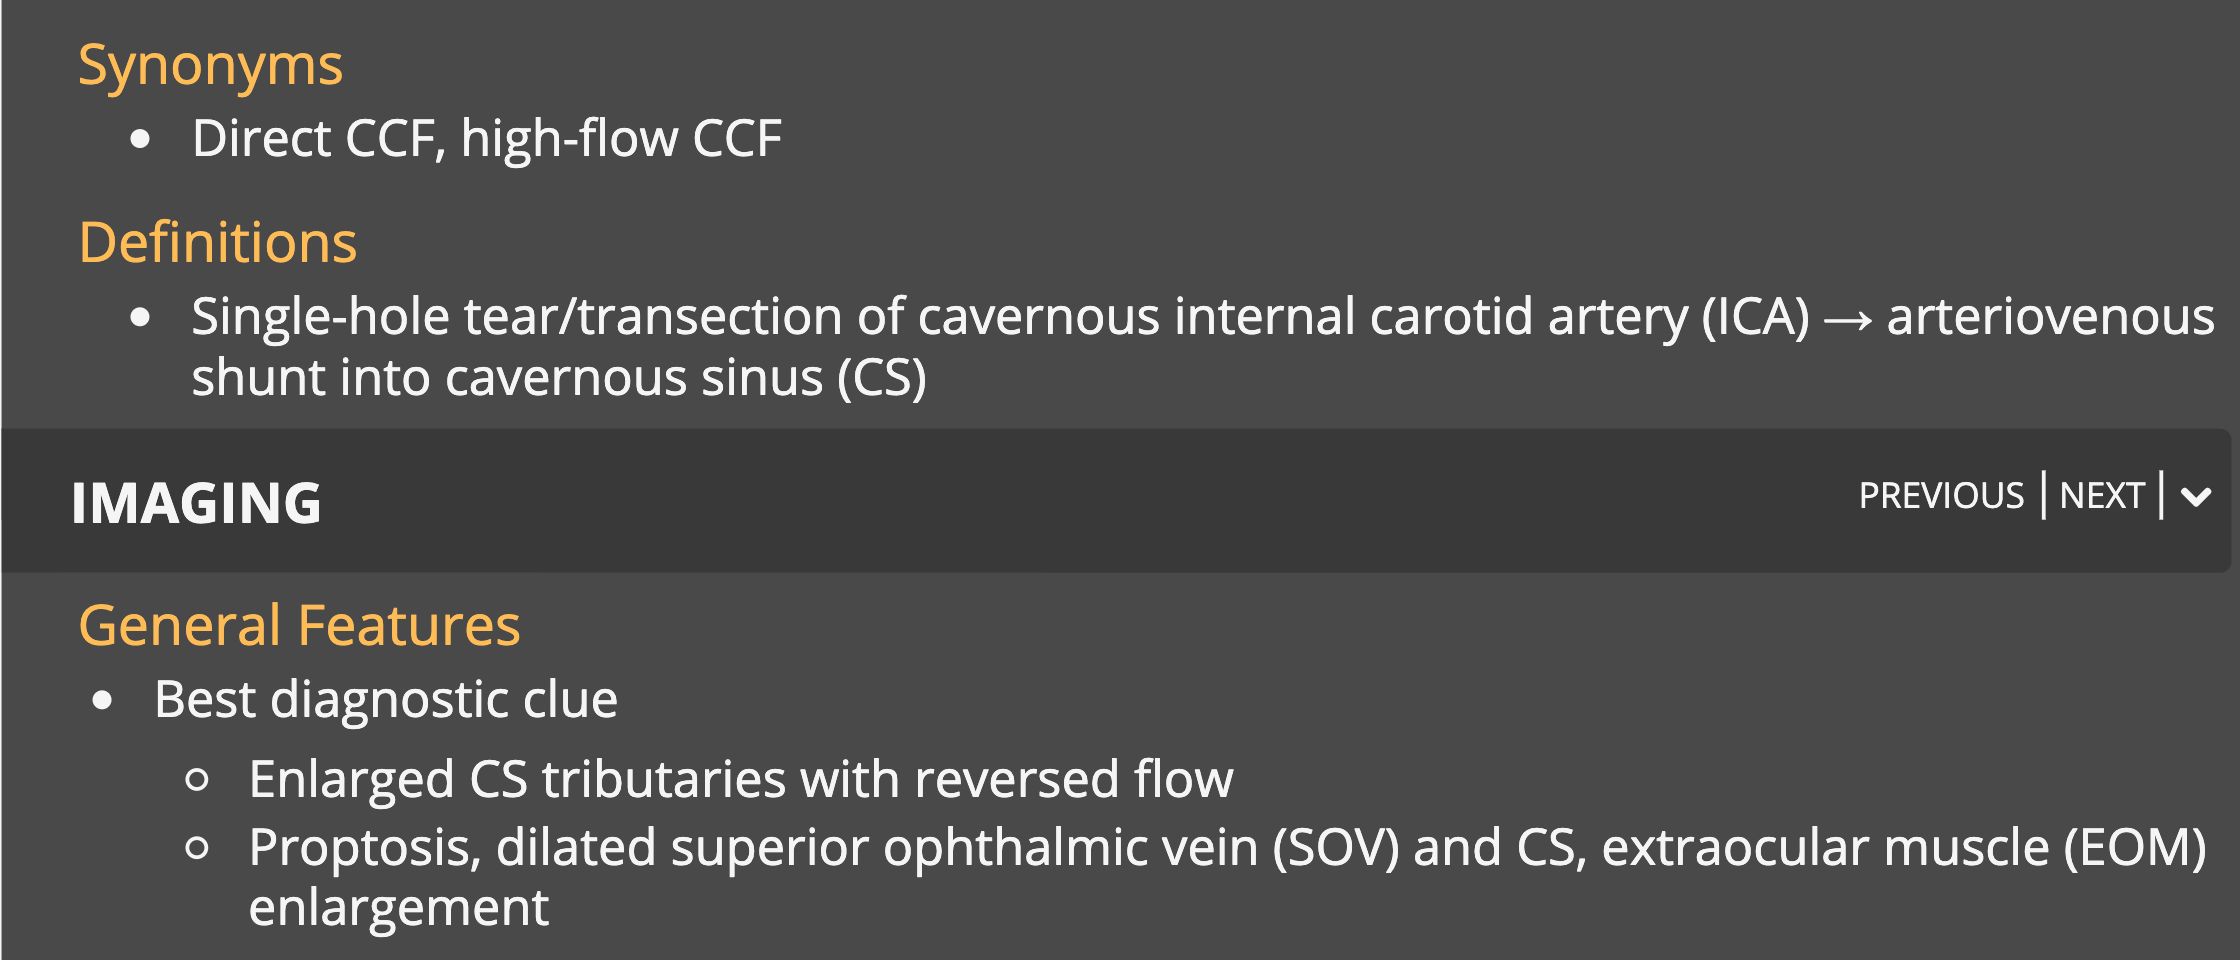 Synonyms
• Direct CCF, high-flow CCF
Definitions
• Single-hole tear/transection of cavernous internal carotid artery (ICA) → arteriovenous
shunt into cavernous sinus (CS)
IMAGING
PREVIOUS | NEXT |
General Features
• Best diagnostic clue
○ Enlarged CS tributaries with reversed flow
○ Proptosis, dilated superior ophthalmic vein (SOV) and CS, extraocular muscle (EOM)
enlargement